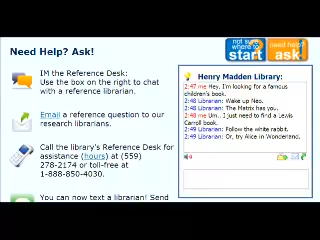 not sure where to start
need help? ask!
Need Help? Ask!
IM the Reference Desk:
Use the box on the right to chat
with a reference librarian.
Email a reference question to our
research librarians.
Call the library's Reference Desk for
assistance (hours) at (559)
278-2174 or toll-free at
1-888-850-4030.
You can now text a librarian! Send
Henry Madden Library:
2:47 me Hey, I'm looking for a famous
children's book.
2:48 Librarian: Wake up Neo.
2:48 Librarian: The Matrix has you.
2:48 me Um.. I just need to find a Lewis
Carroll book.
2:49 Librarian: Follow the white rabbit.
2:49 Librarian: Or, try Alice in Wonderland.